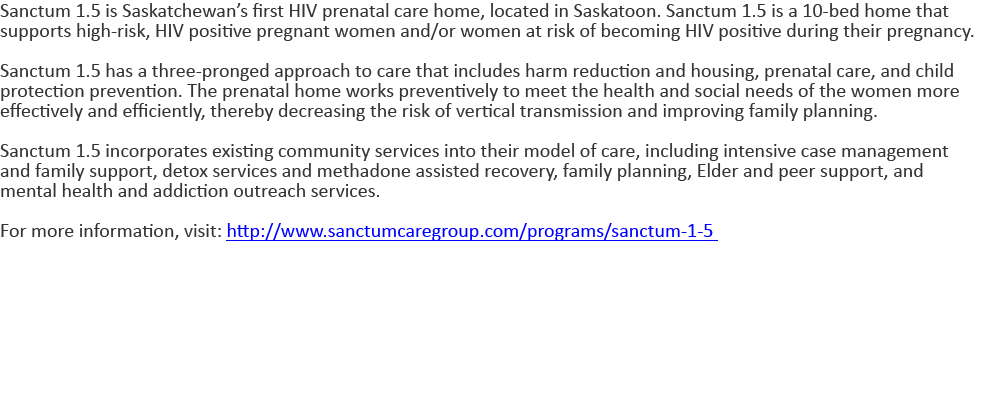 Sanctum 1.5 is Saskatchewan’s first HIV prenatal care home, located in Saskatoon. Sanctum 1.5 is a 10-bed home that
supports high-risk, HIV positive pregnant women and/or women at risk of becoming HIV positive during their pregnancy.
Sanctum 1.5 has a three-pronged approach to care that includes harm reduction and housing, prenatal care, and child
protection prevention. The prenatal home works preventively to meet the health and social needs of the women more
effectively and efficiently, thereby decreasing the risk of vertical transmission and improving family planning.
Sanctum 1.5 incorporates existing community services into their model of care, including intensive case management
and family support, detox services and methadone assisted recovery, family planning, Elder and peer support, and
mental health and addiction outreach services.
For more information, visit: http://www.sanctumcaregroup.com/programs/sanctum-1-5